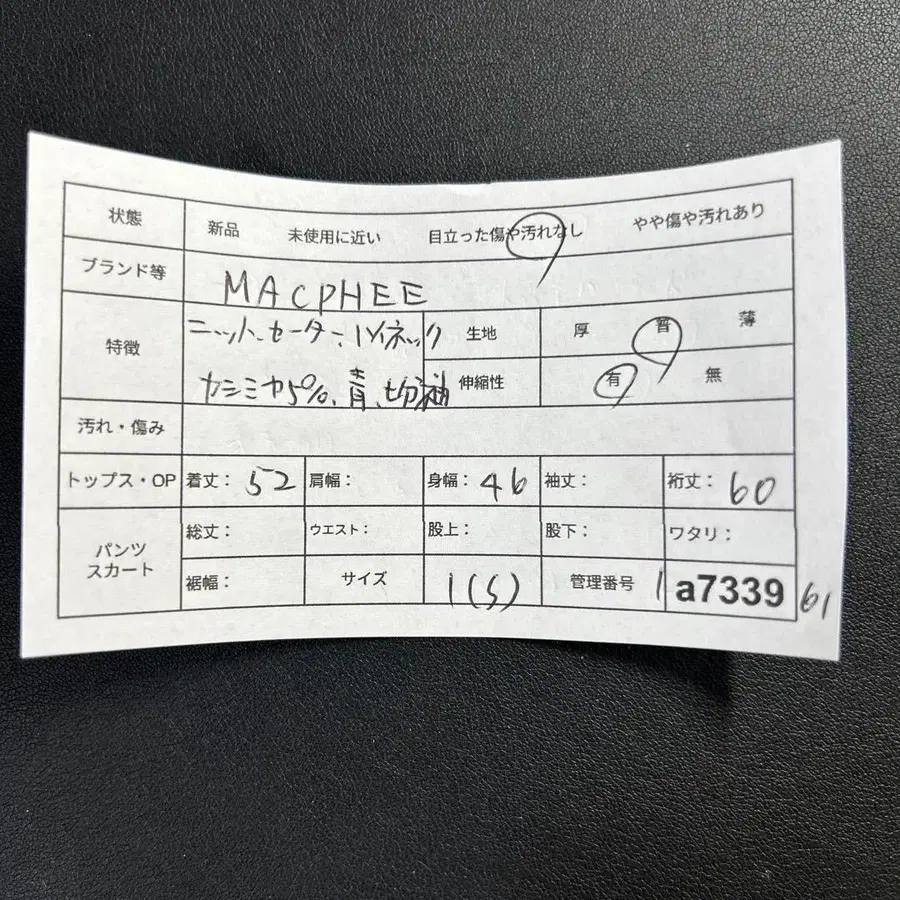 状態 新品 未使用に近い 目立った傷や汚れなし やや傷や汚れあり
ブランド等 MACPHEE
特徴 ニット、セーター、Vネック 生地 厚 普 薄
カシミヤ5%、青、七分袖 伸縮性 有 無
汚れ・傷み
トップス・OP 着丈: 52 肩幅: 身幅: 46 袖丈: 裄丈: 60
パンツ スカート 総丈: ウエスト: 股上: 股下: ワタリ:
裾幅: サイズ 1(S) 管理番号 1 a7339 61